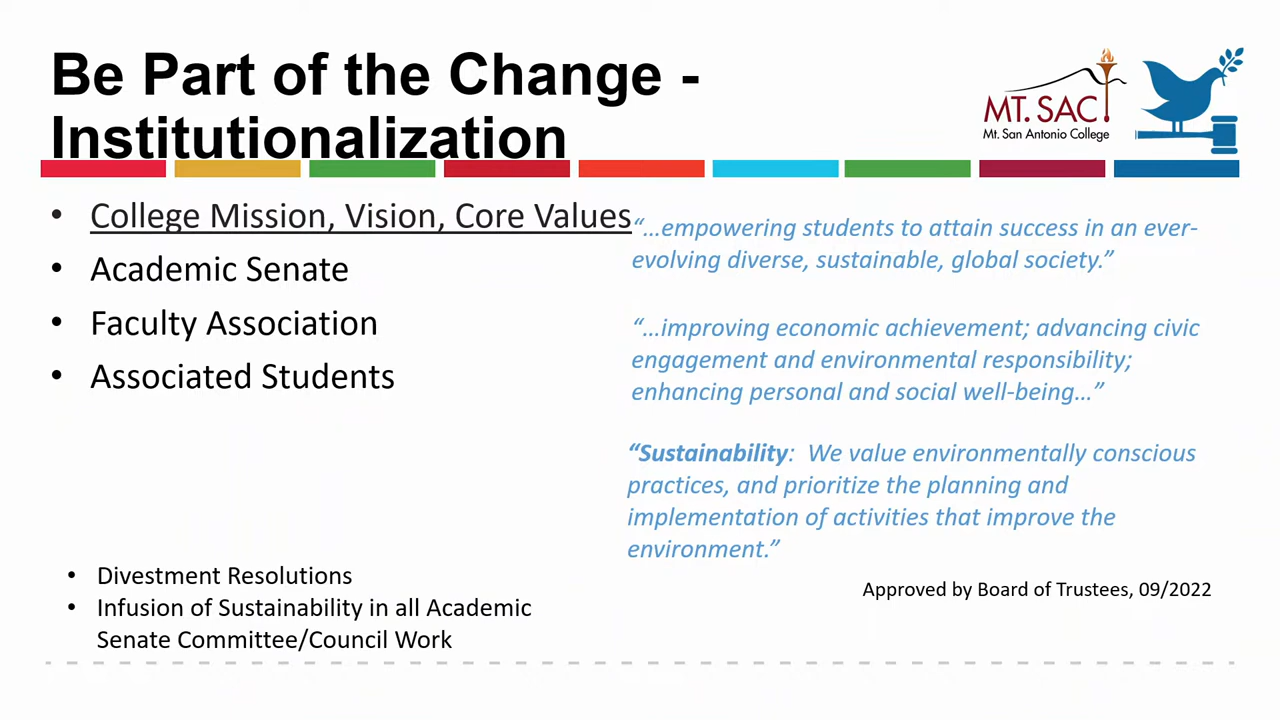 Be Part of the Change -
Institutionalization
MT. SAC
Mt. San Antonio College
• College Mission, Vision, Core Values
• Academic Senate
• Faculty Association
• Associated Students
“…empowering students to attain success in an ever-
evolving diverse, sustainable, global society.”
“…improving economic achievement; advancing civic
engagement and environmental responsibility;
enhancing personal and social well-being…”
“Sustainability:  We value environmentally conscious
practices, and prioritize the planning and
implementation of activities that improve the
environment.”
Approved by Board of Trustees, 09/2022
• Divestment Resolutions
• Infusion of Sustainability in all Academic
Senate Committee/Council Work